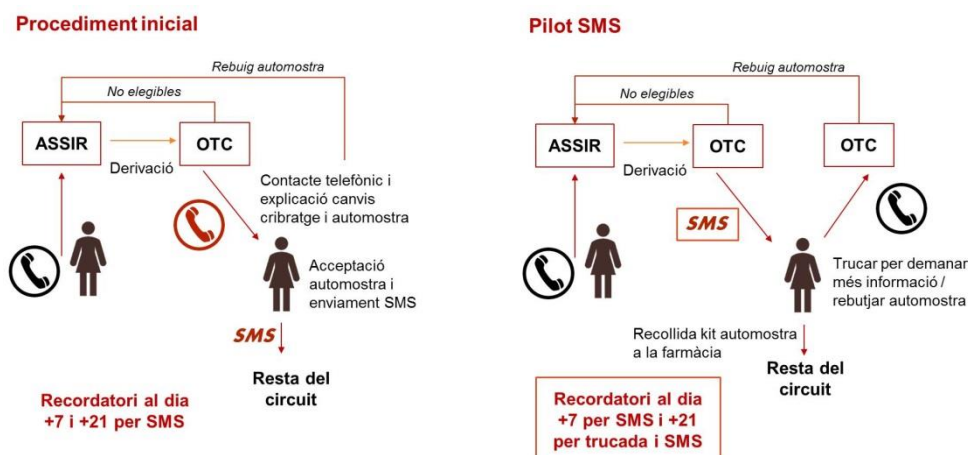 Procediment inicial
Rebuig automostra
No elegibles
ASSIR
OTC
Derivació
Contacte telefònic i
explicació canvis
cribratge i automostra
Acceptació
automostra i
enviament SMS
SMS
Resta del
circuit
Recordatori al dia
+7 i +21 per SMS
Pilot SMS
Rebuig automostra
No elegibles
ASSIR
OTC
OTC
Derivació
SMS
Trucar per demanar
més informació /
rebutjar automostra
Recollida kit automostra
a la farmàcia
Resta del
circuit
Recordatori al dia
+7 per SMS i +21
per trucada i SMS